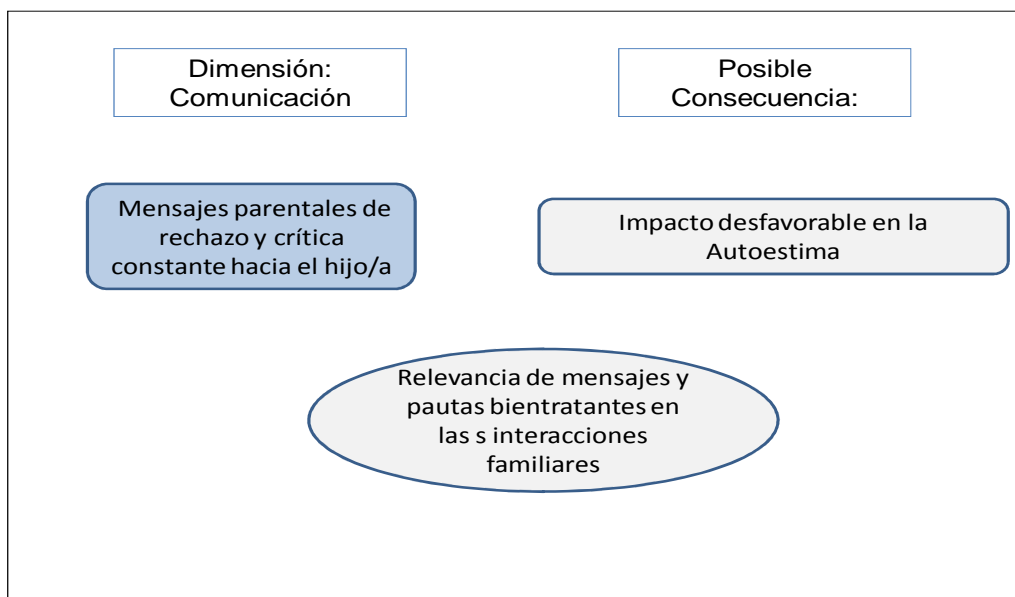 Dimensión:
Comunicación
Posible
Consecuencia:
Mensajes parentales de
rechazo y crítica
constante hacia el hijo/a
Impacto desfavorable en la
Autoestima
Relevancia de mensajes y
pautas bientratantes en
las s interacciones
familiares